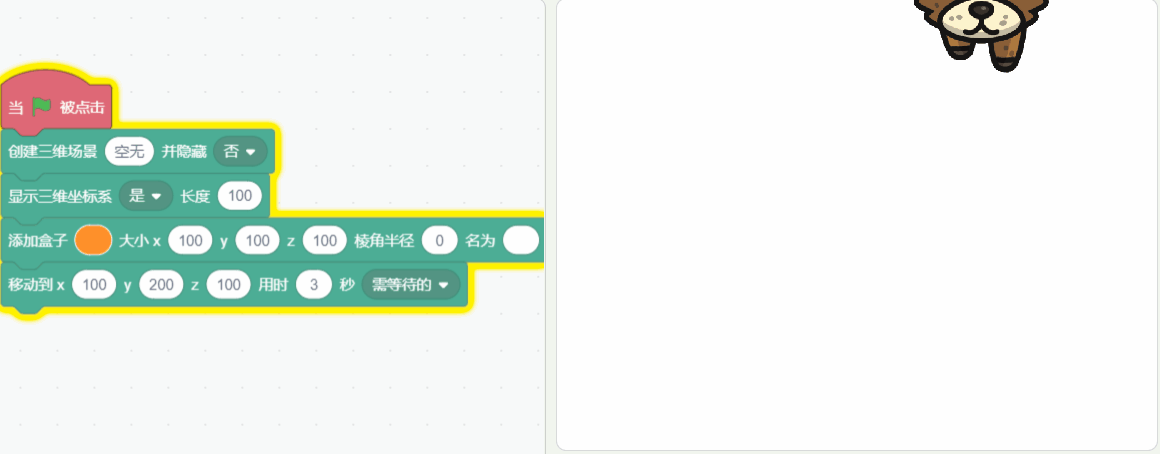 当 被点击
创建三维场景 空无 并隐藏 否
显示三维坐标系 是 长度 100
添加盒子 大小 x 100 y 100 z 100 棱角半径 0 名为
移动到 x 100 y 200 z 100 用时 3 秒 需等待的